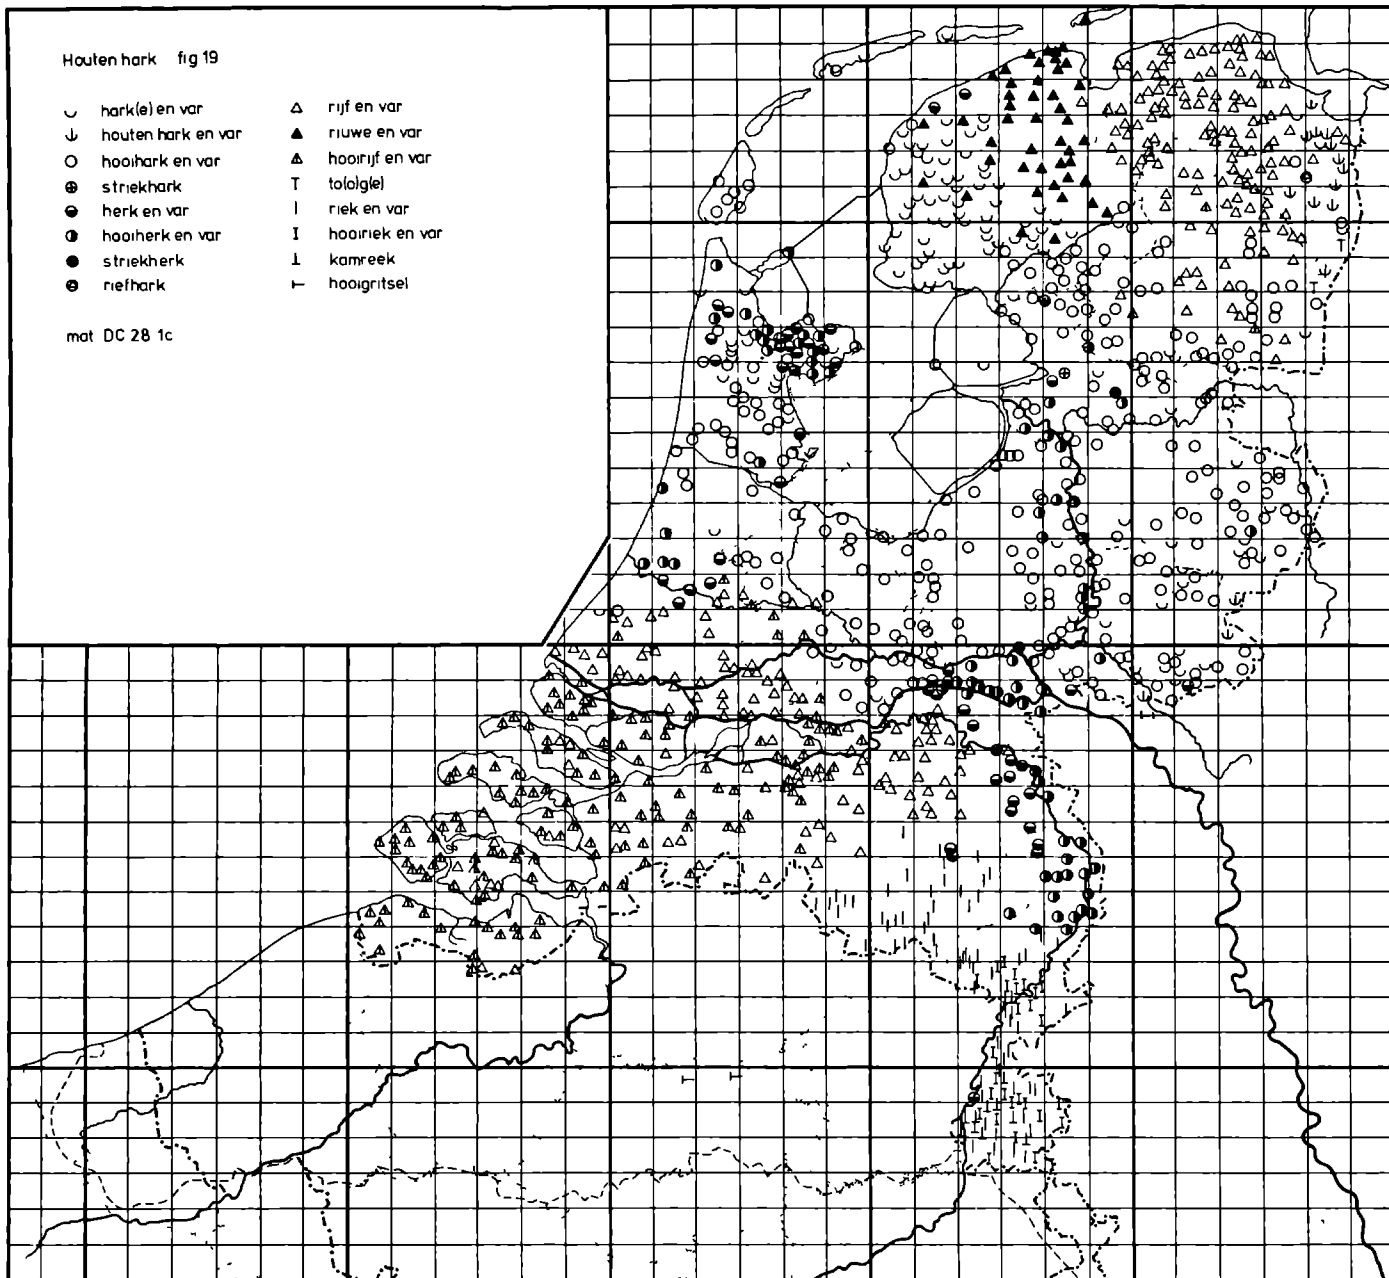 Houten hark fig 19
hark(e) en var
houten hark en var
hooihark en var
striekhark
herk en var
hooiherk en var
striekherk
riefhark
rijf en var
riuwe en var
hooirijf en var
to(o)g(e)l
riek en var
hooiriek en var
kamreek
hooigritsel
mat DC 28 1c